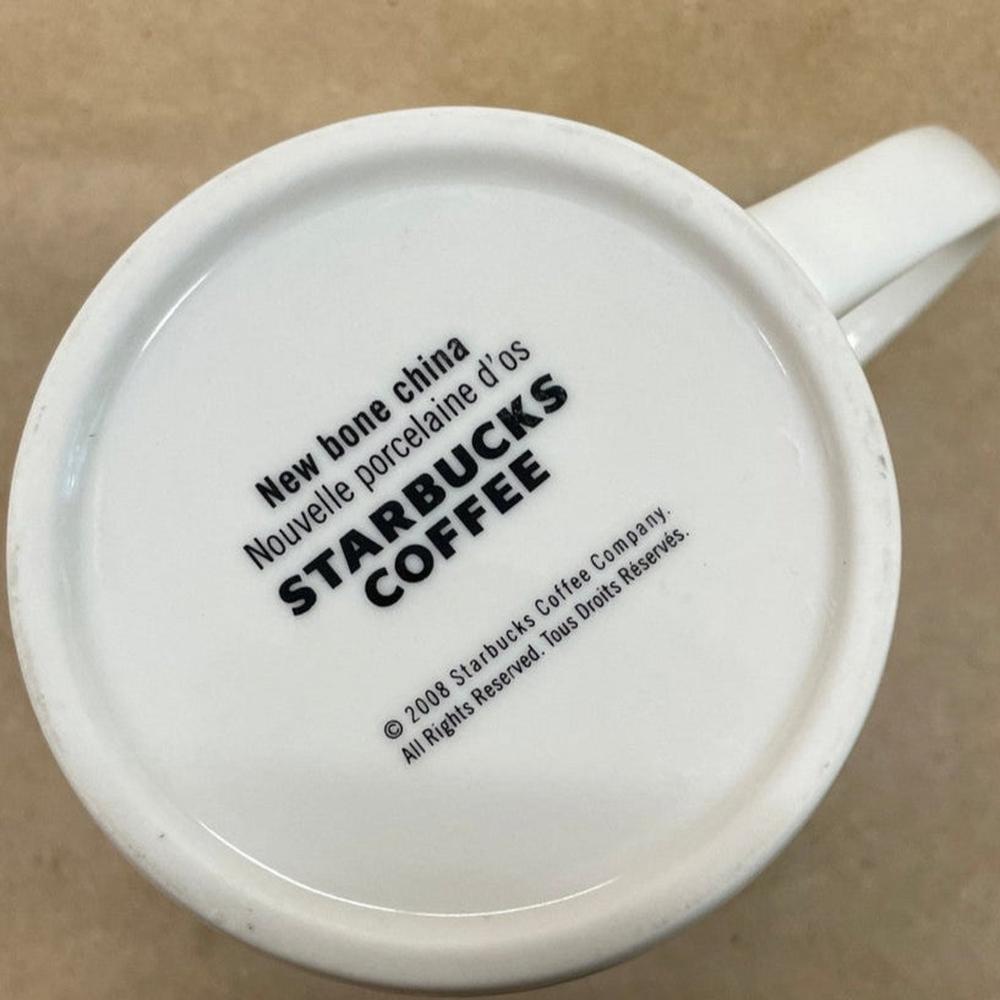 New bone china
Nouvelle porcelaine d'os
STARBUCKS
COFFEE
© 2008 Starbucks Coffee Company.
All Rights Reserved. Tous Droits Réservés.